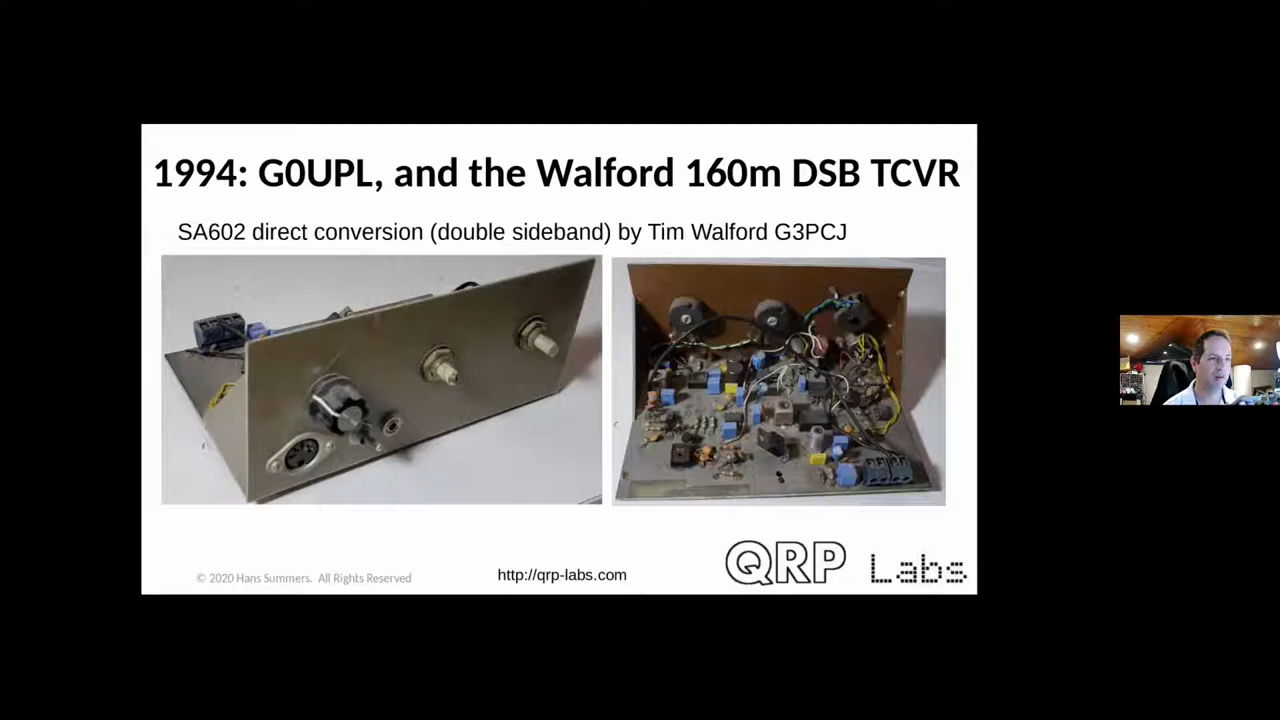 1994: G0UPL, and the Walford 160m DSB TCVR
SA602 direct conversion (double sideband) by Tim Walford G3PCJ
© 2020 Hans Summers. All Rights Reserved
http://qrp-labs.com
QRP Labs